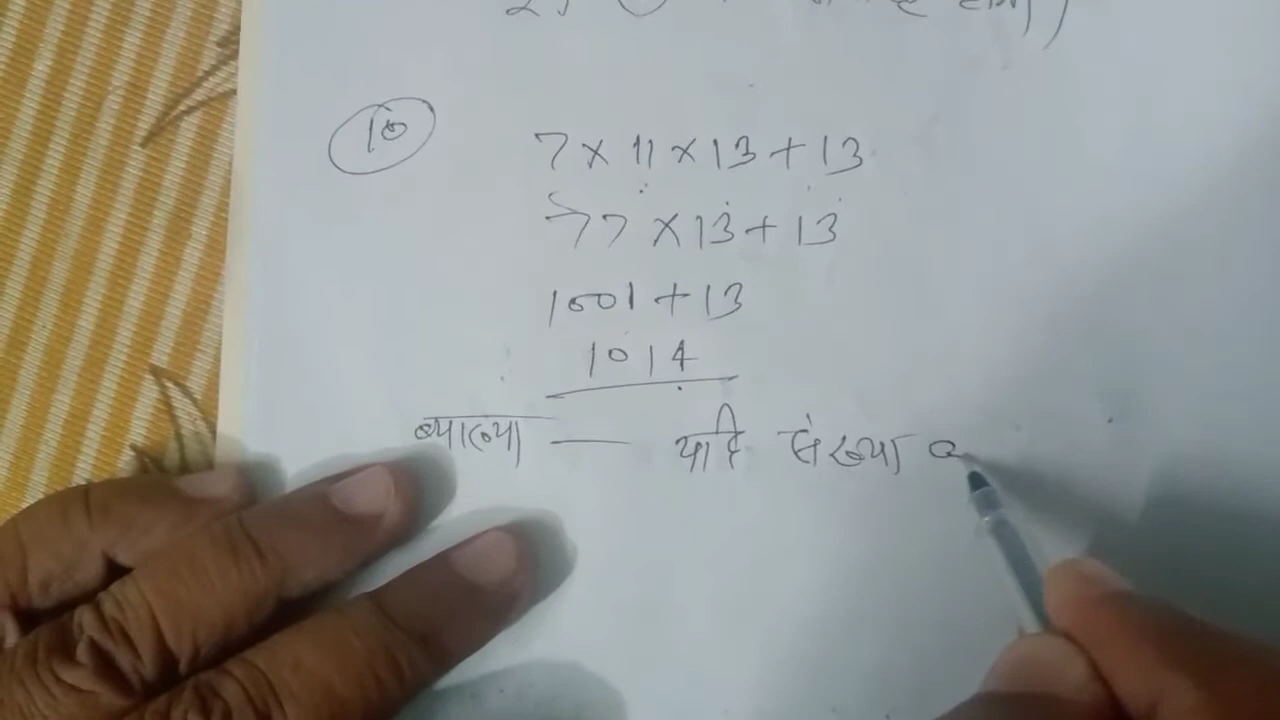 10
7 × 11 × 13 + 13
77 × 13 + 13
1001 + 13
1014
व्याख्या — यदि संख्या